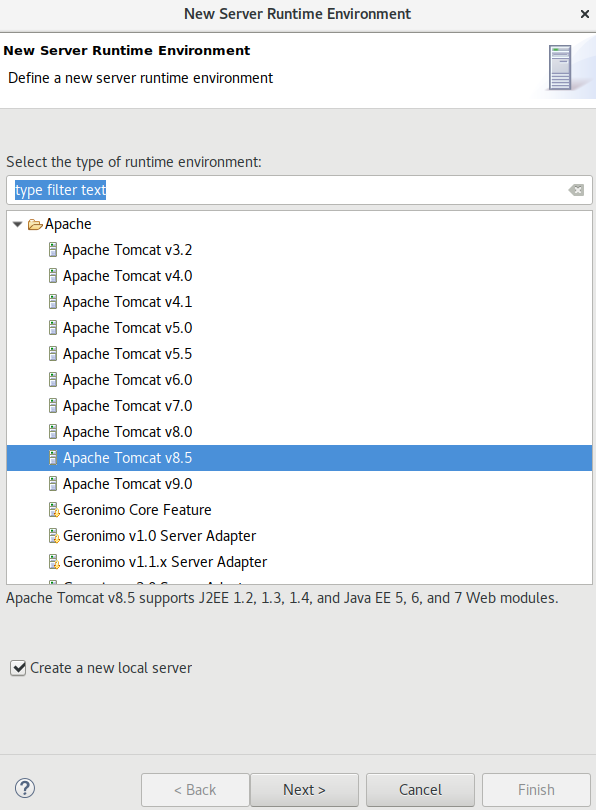 New Server Runtime Environment
New Server Runtime Environment
Define a new server runtime environment
Select the type of runtime environment:
type filter text
Apache
Apache Tomcat v3.2
Apache Tomcat v4.0
Apache Tomcat v4.1
Apache Tomcat v5.0
Apache Tomcat v5.5
Apache Tomcat v6.0
Apache Tomcat v7.0
Apache Tomcat v8.0
Apache Tomcat v8.5
Apache Tomcat v9.0
Geronimo Core Feature
Geronimo v1.0 Server Adapter
Geronimo v1.1.x Server Adapter
Apache Tomcat v8.5 supports J2EE 1.2, 1.3, 1.4, and Java EE 5, 6, and 7 Web modules.
Create a new local server
? < Back Next > Cancel Finish